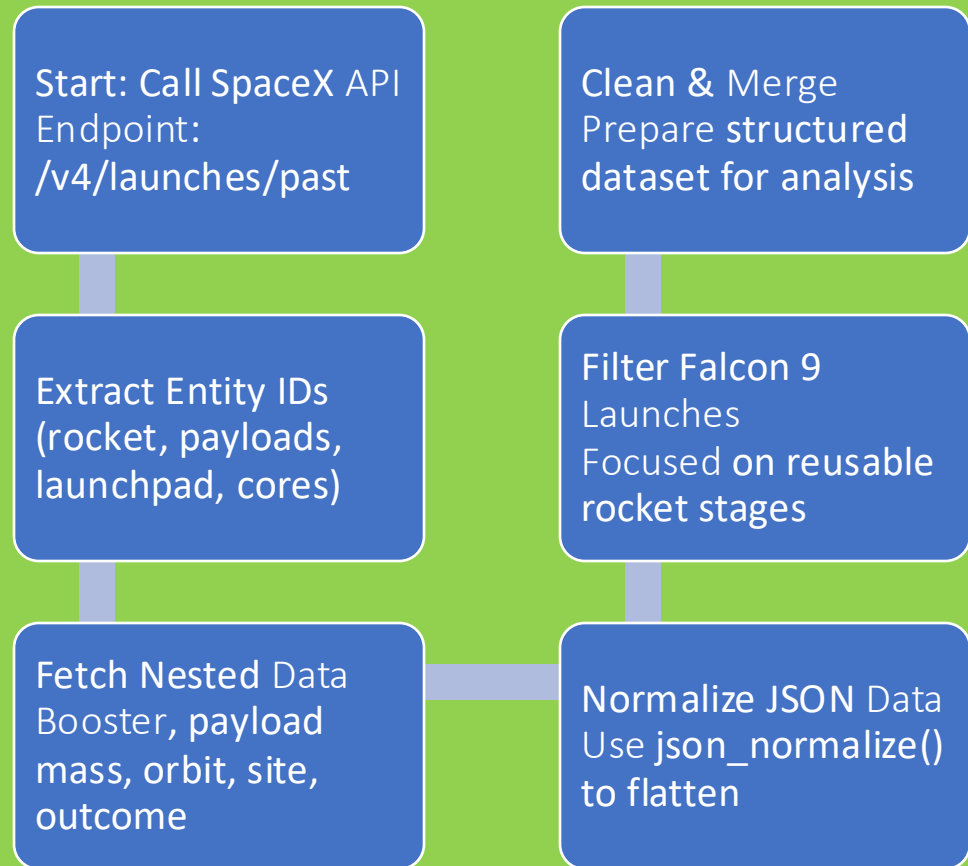 Start: Call SpaceX API
Endpoint:
/v4/launches/past
Extract Entity IDs
(rocket, payloads,
launchpad, cores)
Fetch Nested Data
Booster, payload
mass, orbit, site,
outcome
Normalize JSON Data
Use json_normalize()
to flatten
Filter Falcon 9
Launches
Focused on reusable
rocket stages
Clean & Merge
Prepare structured
dataset for analysis